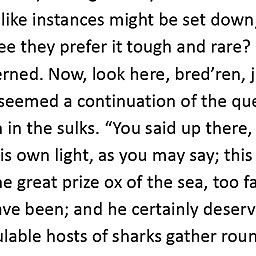 like instances might be set down,
ee they prefer it tough and rare?
erned. Now, look here, bred’ren, j
seemed a continuation of the que
n in the sulks. “You said up there,
is own light, as you may say; this
e great prize ox of the sea, too fa
ave been; and he certainly deserv
ulable hosts of sharks gather roun